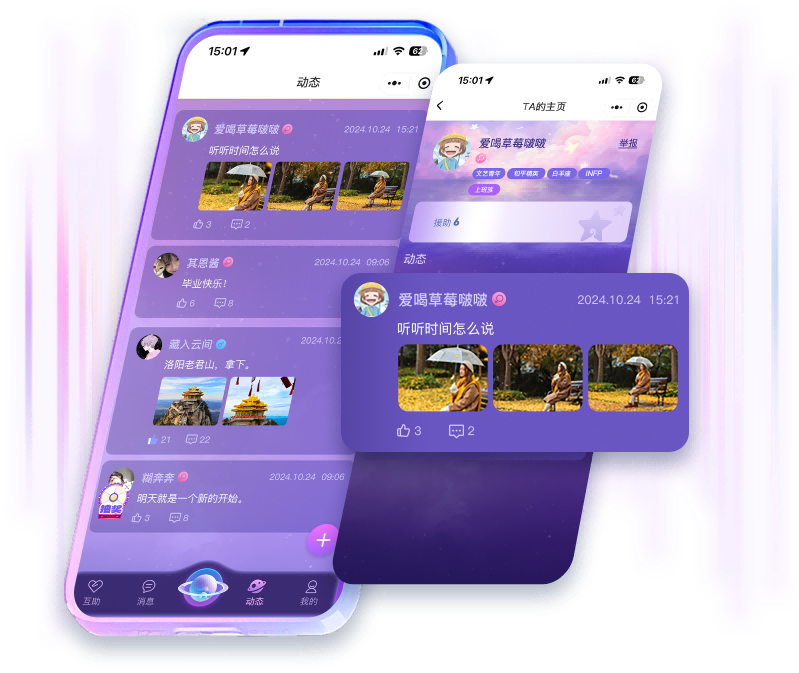 15:01
62
动态
爱喝草莓啵啵
2024.10.24 15:21
听听时间怎么说
3
2
其恩酱
2024.10.24 09:06
毕业快乐！
6
8
藏入云间
2024.10.2
洛阳老君山，拿下。
21
22
糊奔奔
2024.10.24 09:06
明天就是一个新的开始。
抽奖
3
8
互助
消息
动态
我的
15:01
62
TA的主页
爱喝草莓啵啵
举报
文艺青年
和平精英
白羊座
INFP
上班族
援助 6
动态
爱喝草莓啵啵
2024.10.24 15:21
听听时间怎么说
3
2